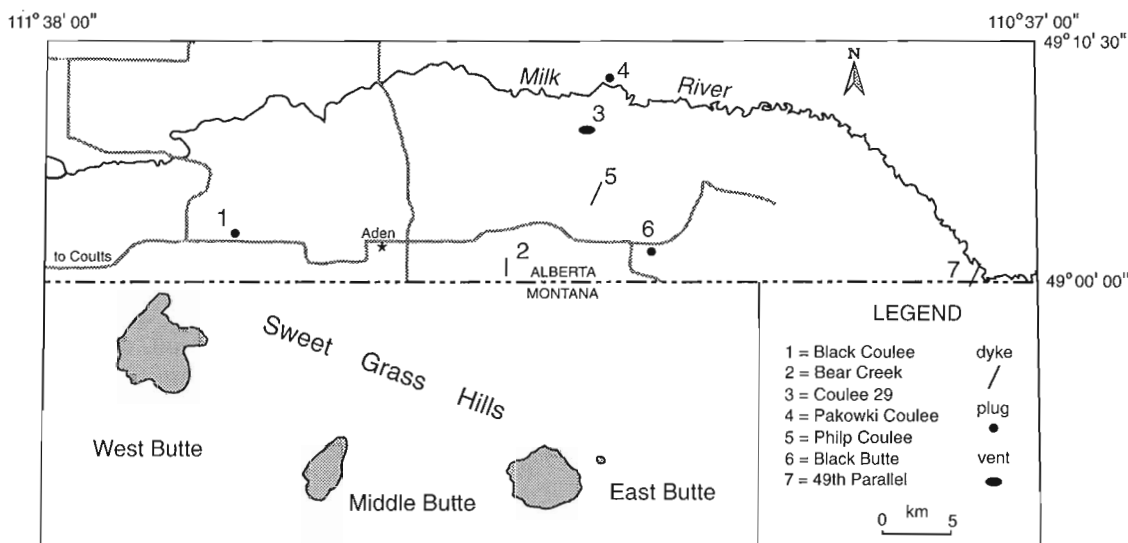 111° 38' 00"
110° 37' 00"
49° 10' 30"
N
Milk River
4
3
5
1
6
Aden
to Coults
2
ALBERTA
7
49° 00' 00"
MONTANA
Sweet Grass Hills
West Butte
Middle Butte
East Butte
LEGEND
1 = Black Coulee
2 = Bear Creek
3 = Coulee 29
4 = Pakowki Coulee
5 = Philp Coulee
6 = Black Butte
7 = 49th Parallel
dyke
plug
vent
km
0 5